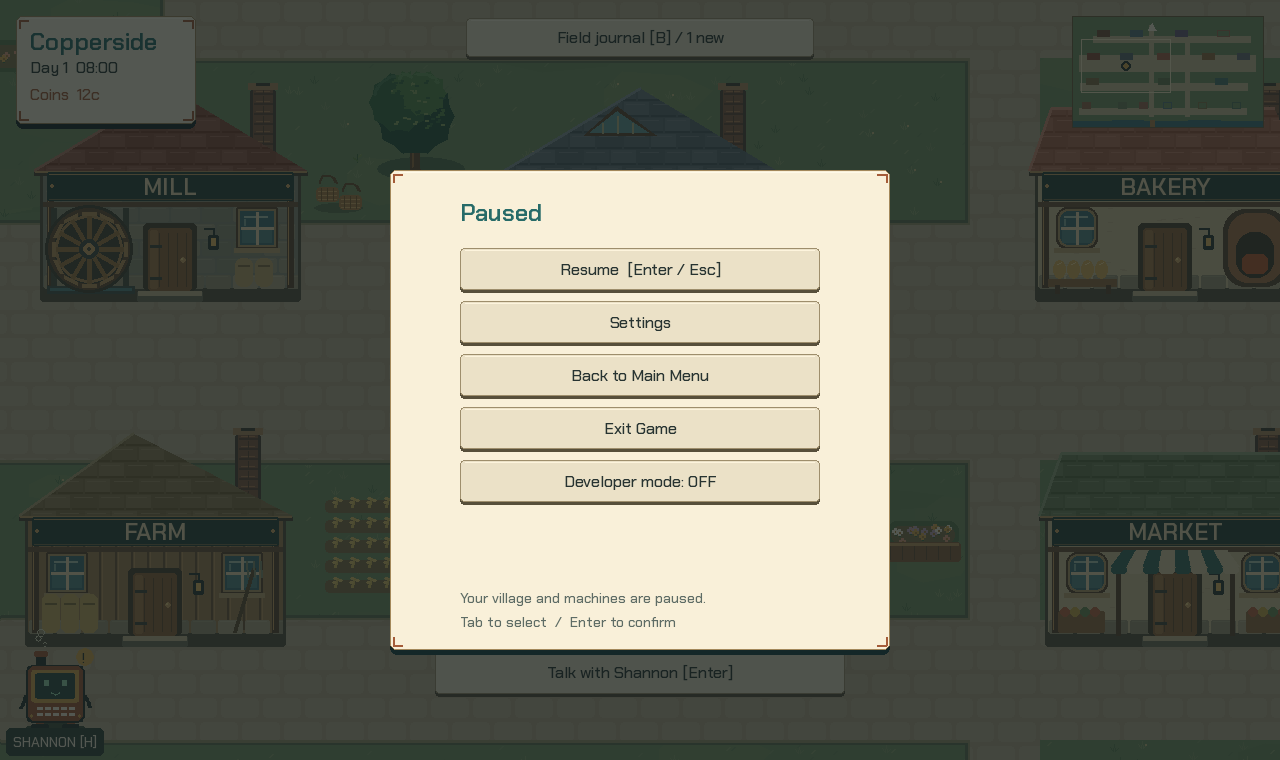 Copperside
Day 1  08:00
Coins  12c
Field journal [B] / 1 new
MILL
BAKERY
Paused
Resume  [Enter / Esc]
Settings
Back to Main Menu
Exit Game
Developer mode: OFF
FARM
MARKET
Your village and machines are paused.
Tab to select  /  Enter to confirm
Talk with Shannon [Enter]
SHANNON [H]